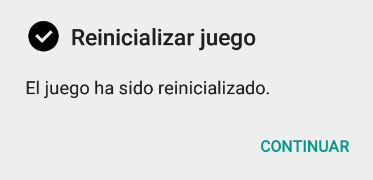 Reinicializar juego
El juego ha sido reinicializado.
CONTINUAR